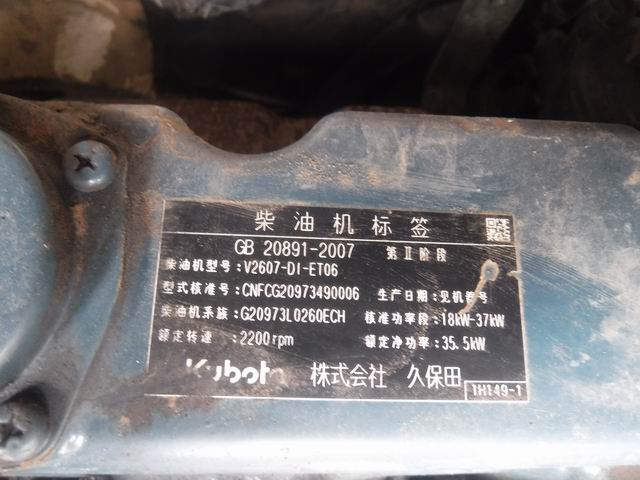 柴油机标签
GB 20891-2007 第Ⅱ阶段
柴油机型号:V2607-DI-ET06
型式核准号:CNFCG20973490006 生产日期:见机
柴油机系族:G20973L0260ECH 核准功率段:18kW-37kW
额定转速:2200rpm 额定净功率:35.5kW
Kubota 株式会社 久保田
1H149-1